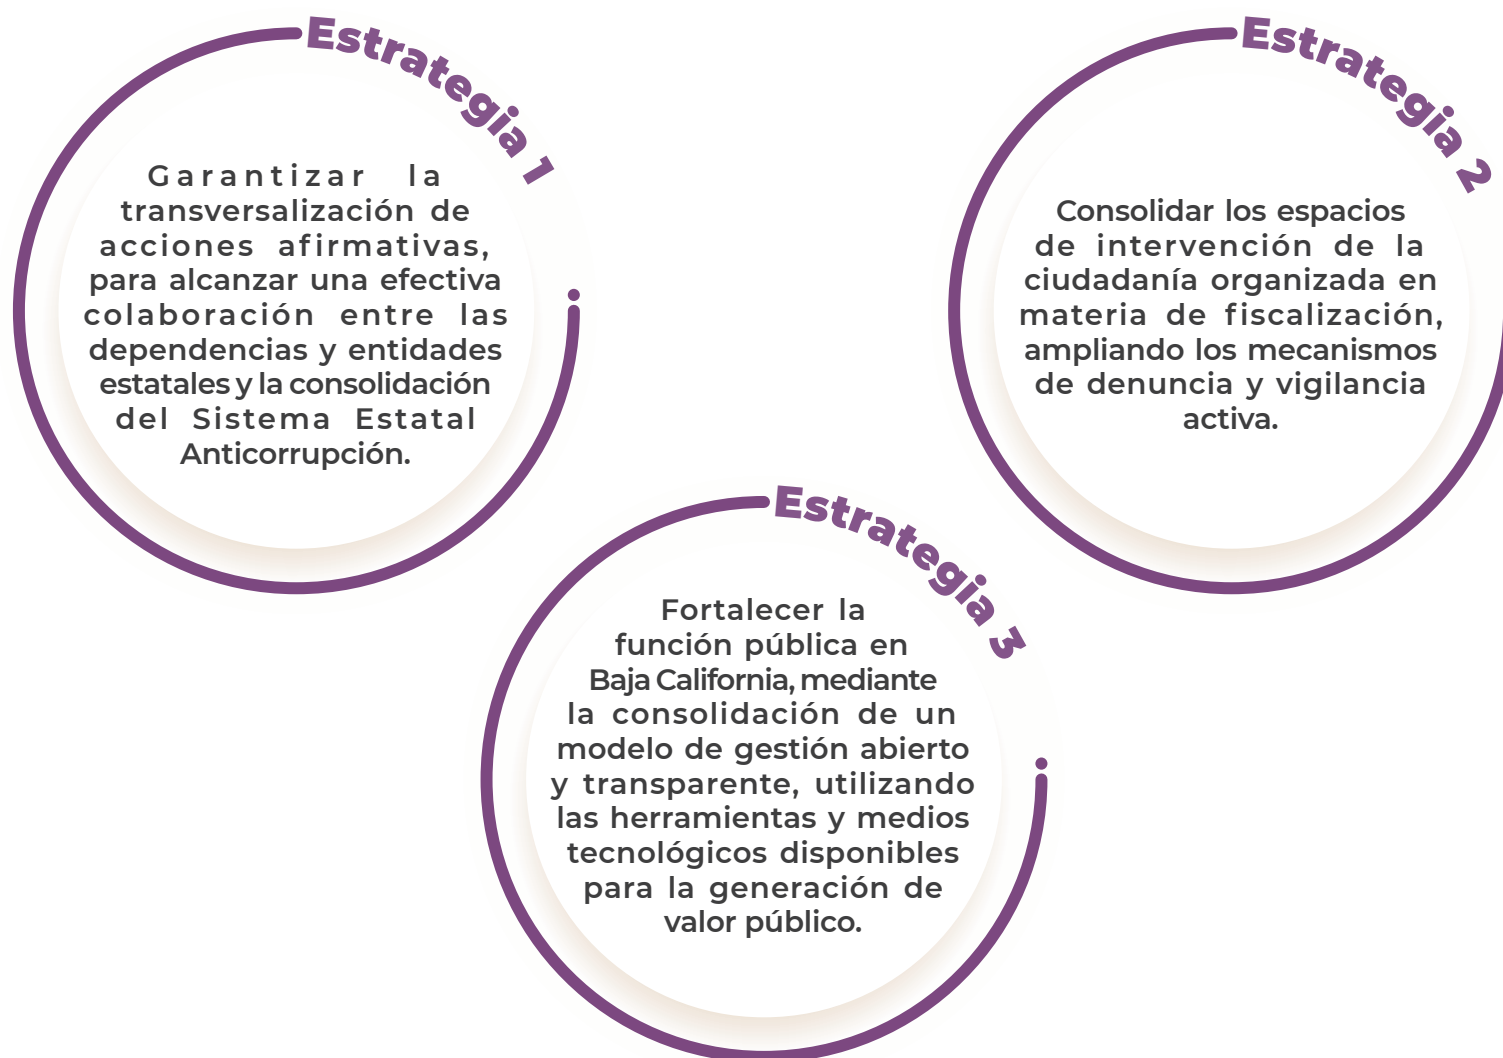 Estrategia 1
Garantizar la
transversalización de
acciones afirmativas,
para alcanzar una efectiva
colaboración entre las
dependencias y entidades
estatales y la consolidación
del Sistema Estatal
Anticorrupción.
Estrategia 2
Consolidar los espacios
de intervención de la
ciudadanía organizada en
materia de fiscalización,
ampliando los mecanismos
de denuncia y vigilancia
activa.
Estrategia 3
Fortalecer la
función pública en
Baja California, mediante
la consolidación de un
modelo de gestión abierto
y transparente, utilizando
las herramientas y medios
tecnológicos disponibles
para la generación de
valor público.